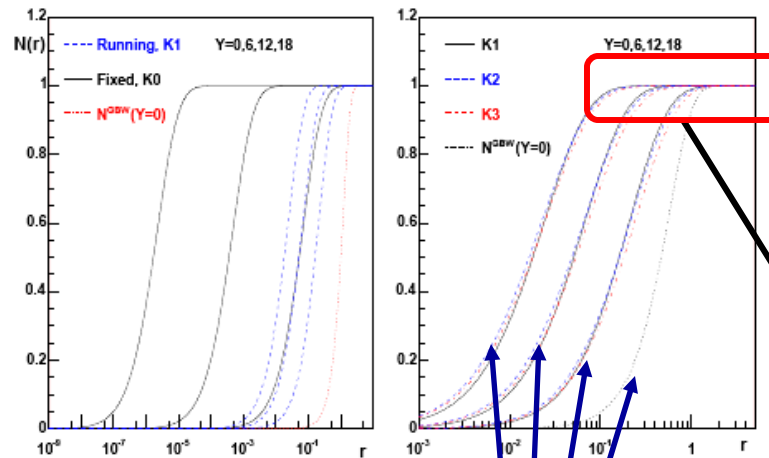 1.2
N(r)
Running, K1 Y=0,6,12,18
1
Fixed, K0
N^GBW(Y=0)
0.8
0.6
0.4
0.2
0
10^-9 10^-7 10^-5 10^-3 10^-1 r
1.2
K1 Y=0,6,12,18
1
K2
K3
0.8
N^GBW(Y=0)
0.6
0.4
0.2
0
10^-3 10^-2 10^-1 1 r